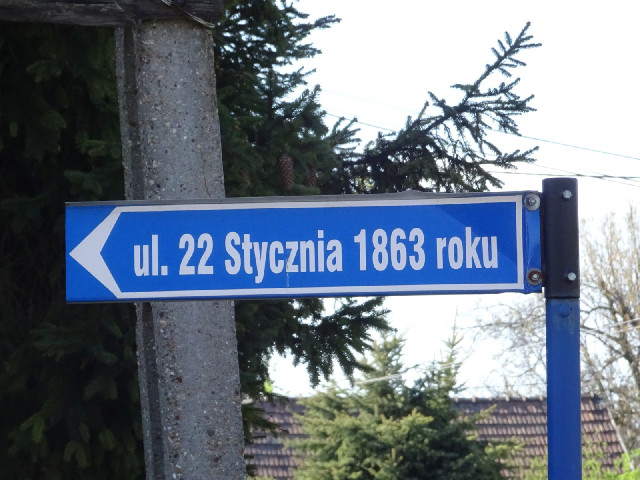 ul. 22 Stycznia 1863 roku